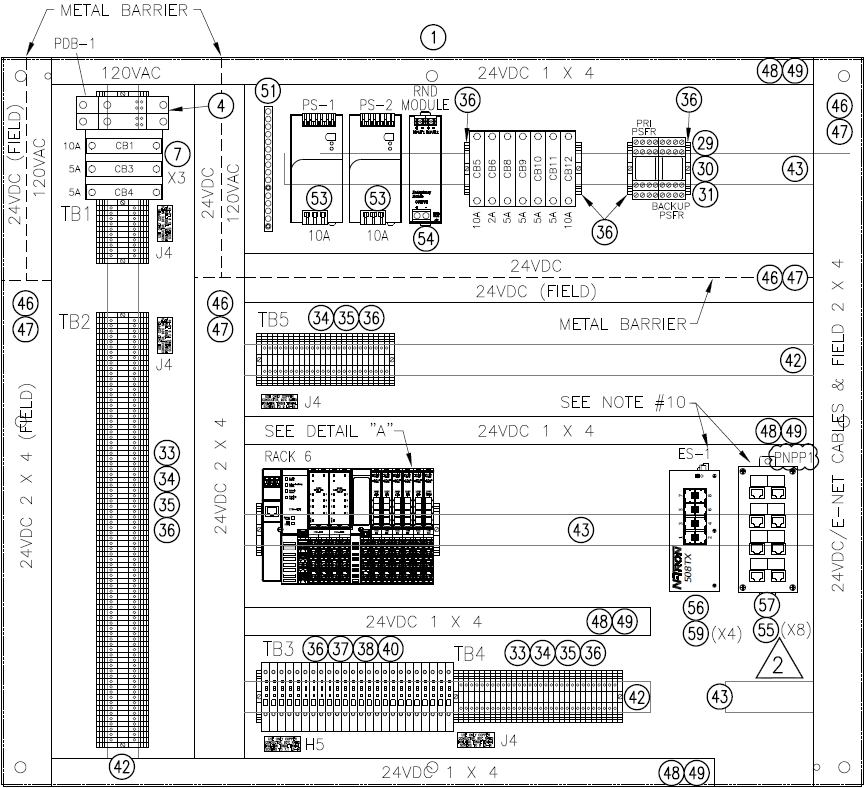 METAL BARRIER
PDB-1
120VAC
1
24VDC 1 X 4
48 49
24VDC (FIELD)
120VAC
24VDC
120VAC
4
10A CB1
7
X3
5A CB3
5A CB4
TB1
J4
51
PS-1
PS-2
RND
MODULE
53
53
10A
10A
54
36
CB5
CB6
CB8
CB9
CB10
CB11
CB12
10A
2A
5A
5A
5A
5A
10A
36
PRI
PSFR
36
29
30
31
BACKUP
PSFR
43
46
47
24VDC
46 47
24VDC (FIELD)
METAL BARRIER
46
47
46
47
TB2
J4
TB5
34 35 36
J4
42
SEE NOTE #10
SEE DETAIL "A"
24VDC 1 X 4
48 49
24VDC 2 X 4 (FIELD)
33
34
35
36
24VDC 2 X 4
RACK 6
43
ES-1
PNPP1
508TX
56
59 (X4)
57
55 (X8)
2
24VDC/E-NET CABLES & FIELD 2 X 4
24VDC 1 X 4
48 49
TB3
36 37 38 40
TB4
33 34 35 36
42
43
H5
J4
42
24VDC 1 X 4
48 49